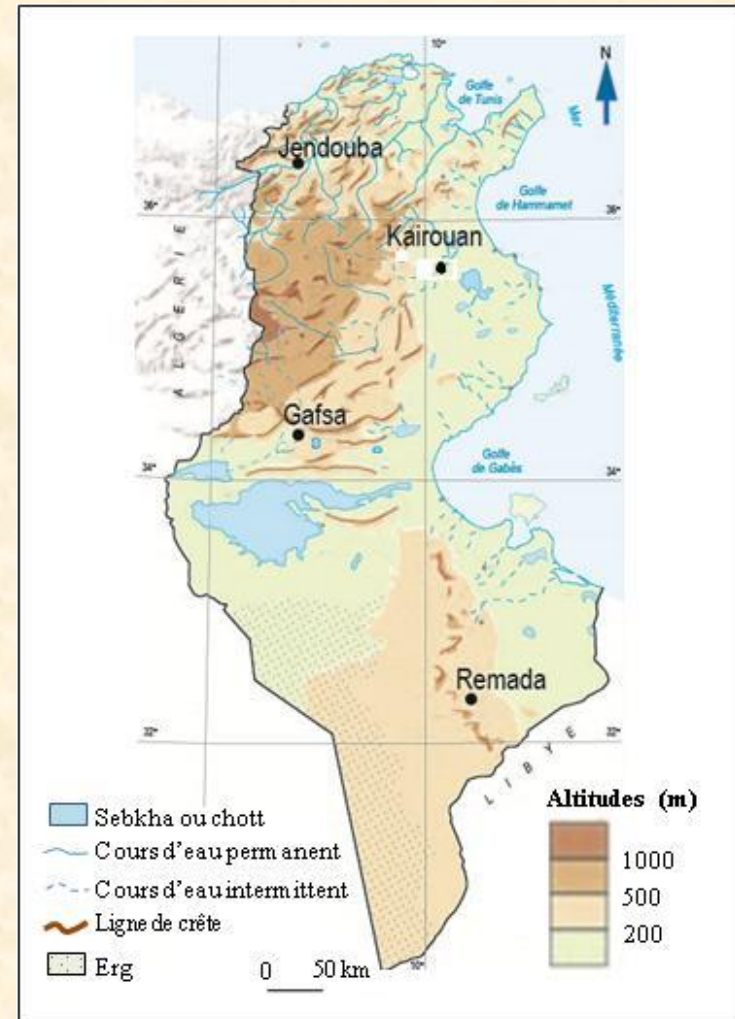 10°
N
Golfe
de Tunis
Mer
Jendouba
Golfe
de Hammamet
36°
36°
Kairouan
ALGERIE
Méditerranée
Gafsa
34°
34°
Golfe
de Gabès
Remada
32°
32°
LIBYE
Sebkha ou chott
Cours d'eau permanent
Cours d'eau intermittent
Ligne de crête
Erg
0 50 km
10°
Altitudes (m)
1000
500
200